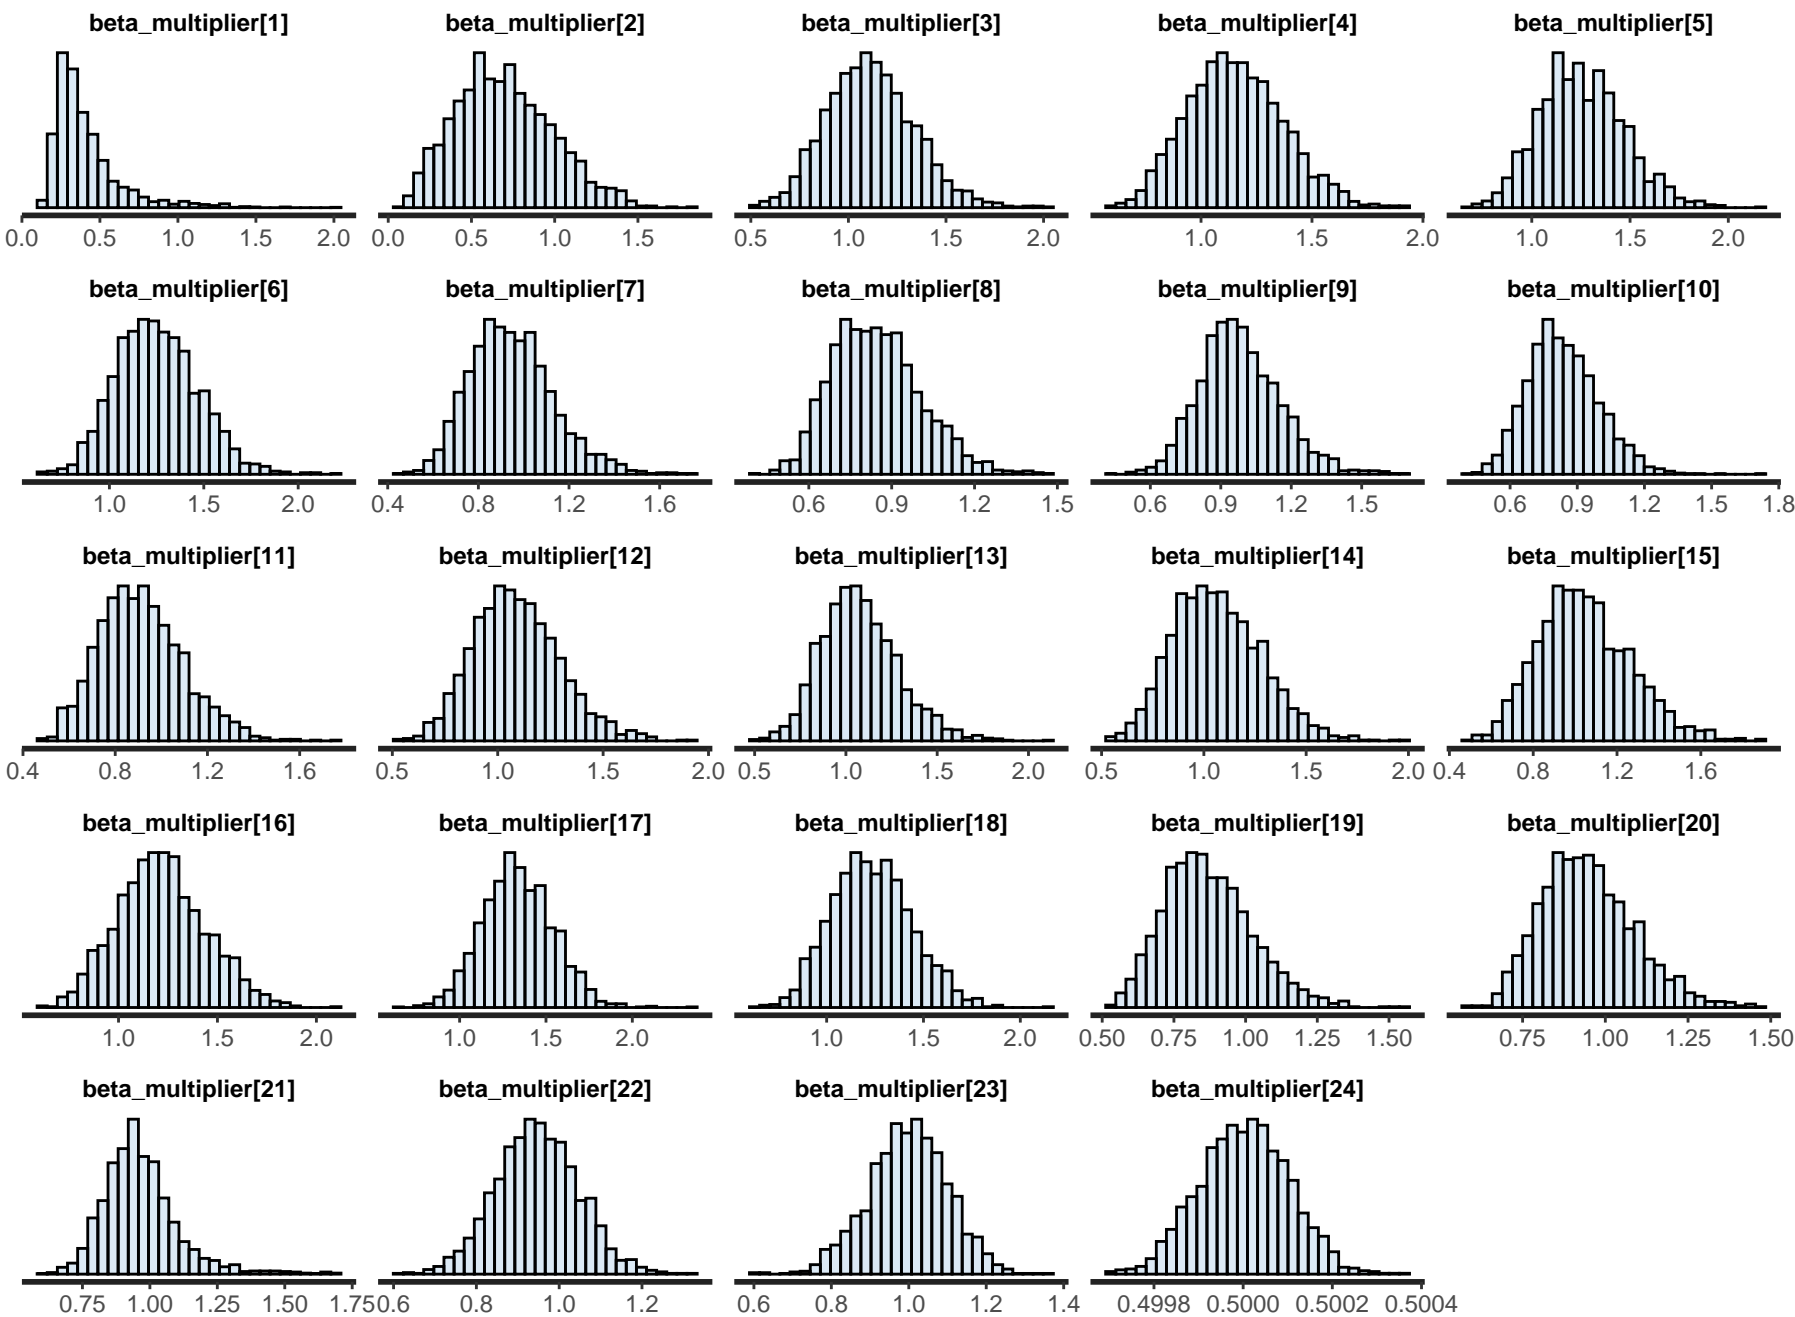 beta_multiplier[1] beta_multiplier[2] beta_multiplier[3] beta_multiplier[4] beta_multiplier[5]
0.0 0.5 1.0 1.5 2.0 0.0 0.5 1.0 1.5 0.5 1.0 1.5 2.0 1.0 1.5 2.0 1.0 1.5 2.0
beta_multiplier[6] beta_multiplier[7] beta_multiplier[8] beta_multiplier[9] beta_multiplier[10]
1.0 1.5 2.0 0.4 0.8 1.2 1.6 0.6 0.9 1.2 1.5 0.6 0.9 1.2 1.5 0.6 0.9 1.2 1.5 1.8
beta_multiplier[11] beta_multiplier[12] beta_multiplier[13] beta_multiplier[14] beta_multiplier[15]
0.4 0.8 1.2 1.6 0.5 1.0 1.5 2.0 0.5 1.0 1.5 2.0 0.5 1.0 1.5 2.0 0.4 0.8 1.2 1.6
beta_multiplier[16] beta_multiplier[17] beta_multiplier[18] beta_multiplier[19] beta_multiplier[20]
1.0 1.5 2.0 1.0 1.5 2.0 1.0 1.5 2.0 0.50 0.75 1.00 1.25 1.50 0.75 1.00 1.25 1.50
beta_multiplier[21] beta_multiplier[22] beta_multiplier[23] beta_multiplier[24]
0.75 1.00 1.25 1.50 1.75 0.6 0.8 1.0 1.2 0.6 0.8 1.0 1.2 1.4 0.4998 0.5000 0.5002 0.5004